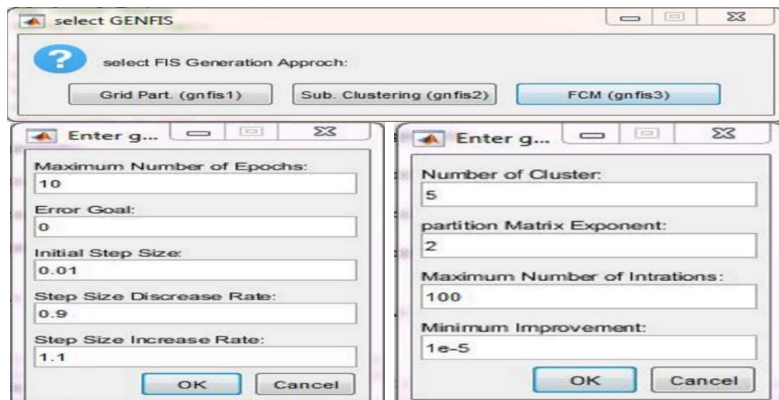 select GENFIS
select FIS Generation Approch:
Grid Part. (gnfis1)
Sub. Clustering (gnfis2)
FCM (gnfis3)
Enter g...
Maximum Number of Epochs:
10
Error Goal:
0
Initial Step Size:
0.01
Step Size Discrease Rate:
0.9
Step Size Increase Rate:
1.1
OK
Cancel
Enter g...
Number of Cluster:
5
partition Matrix Exponent:
2
Maximum Number of Intrations:
100
Minimum Improvement:
1e-5
OK
Cancel